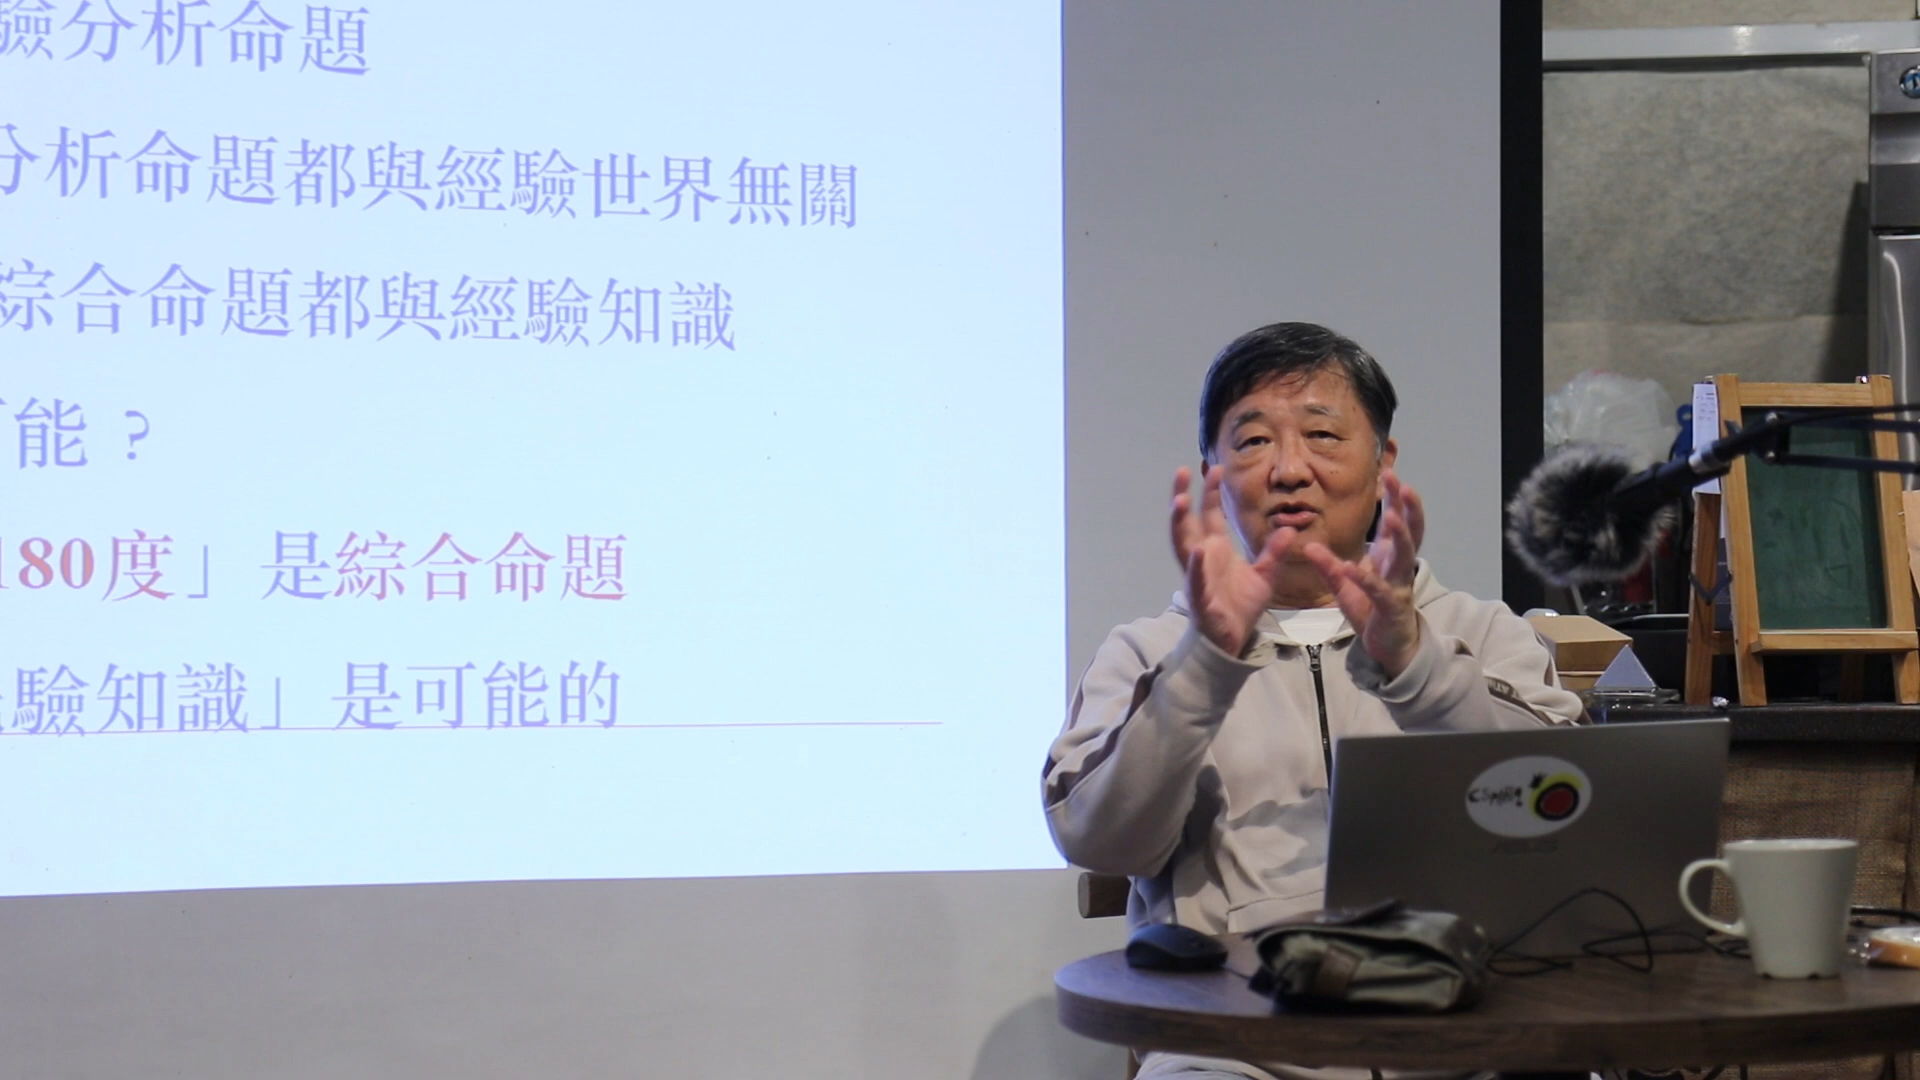 驗分析命題
分析命題都與經驗世界無關
綜合命題都與經驗知識
可能？
180度」是綜合命題
經驗知識」是可能的